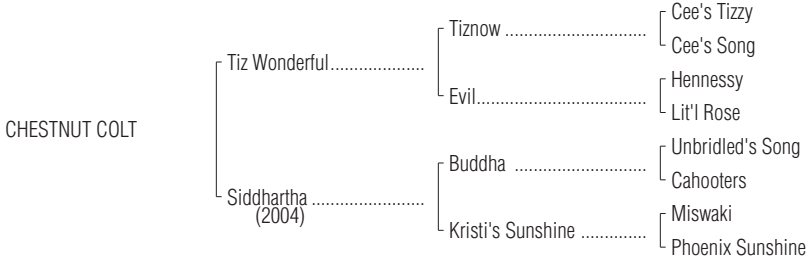 Cee's Tizzy
Tiznow ..............................
Cee's Song
Tiz Wonderful....................
Hennessy
Evil....................................
Lit'l Rose
CHESTNUT COLT
Unbridled's Song
Buddha ............................
Cahooters
Siddhartha ........................
(2004)
Miswaki
Kristi's Sunshine ..............
Phoenix Sunshine